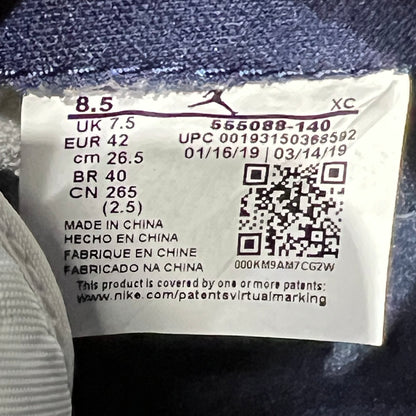 8.5 XC
UK 7.5 555088-140
EUR 42 UPC 00193150368592
cm 26.5 01/16/19 | 03/14/19
BR 40
CN 265
(2.5)
MADE IN CHINA
HECHO EN CHINA
FABRIQUE EN CHINE
FABRICADO NA CHINA
000KM9AM7CG2W
This product is covered by one or more patents:
www.nike.com/patentsvirtualmarking